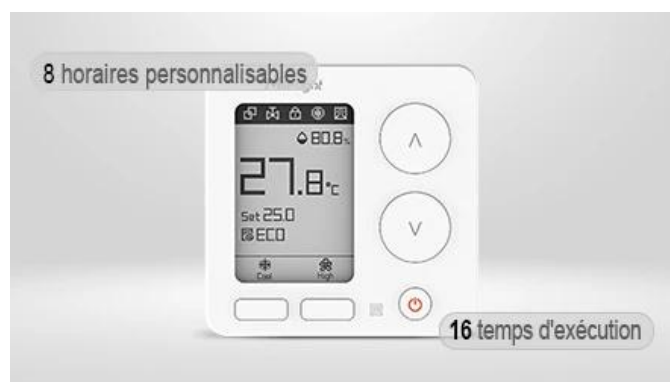 8 horaires personnalisables
80.8%
27.8°C
Set 25.0
ECO
Cool High
16 temps d'exécution